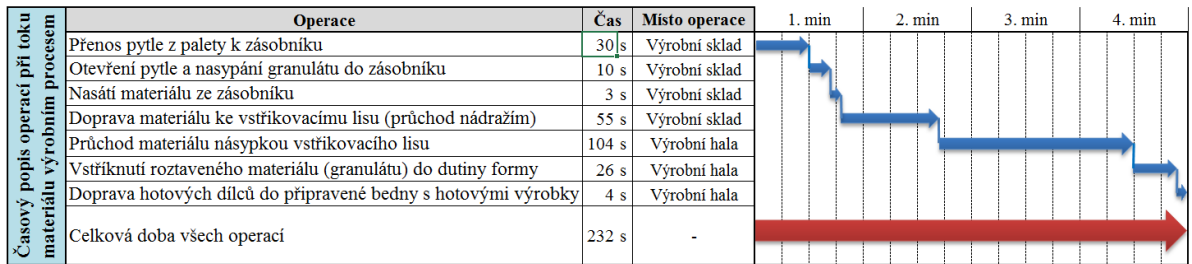 Časový popis operací při toku
materiálu výrobním procesem
Operace Čas Místo operace 1. min 2. min 3. min 4. min
Přenos pytle z palety k zásobníku 30 s Výrobní sklad
Otevření pytle a nasypání granulátu do zásobníku 10 s Výrobní sklad
Nasátí materiálu ze zásobníku 3 s Výrobní sklad
Doprava materiálu ke vstřikovacímu lisu (průchod nádražím) 55 s Výrobní sklad
Průchod materiálu násypkou vstřikovacího lisu 104 s Výrobní hala
Vstříknutí roztaveného materiálu (granulátu) do dutiny formy 26 s Výrobní hala
Doprava hotových dílců do připravené bedny s hotovými výrobky 4 s Výrobní hala
Celková doba všech operací 232 s -